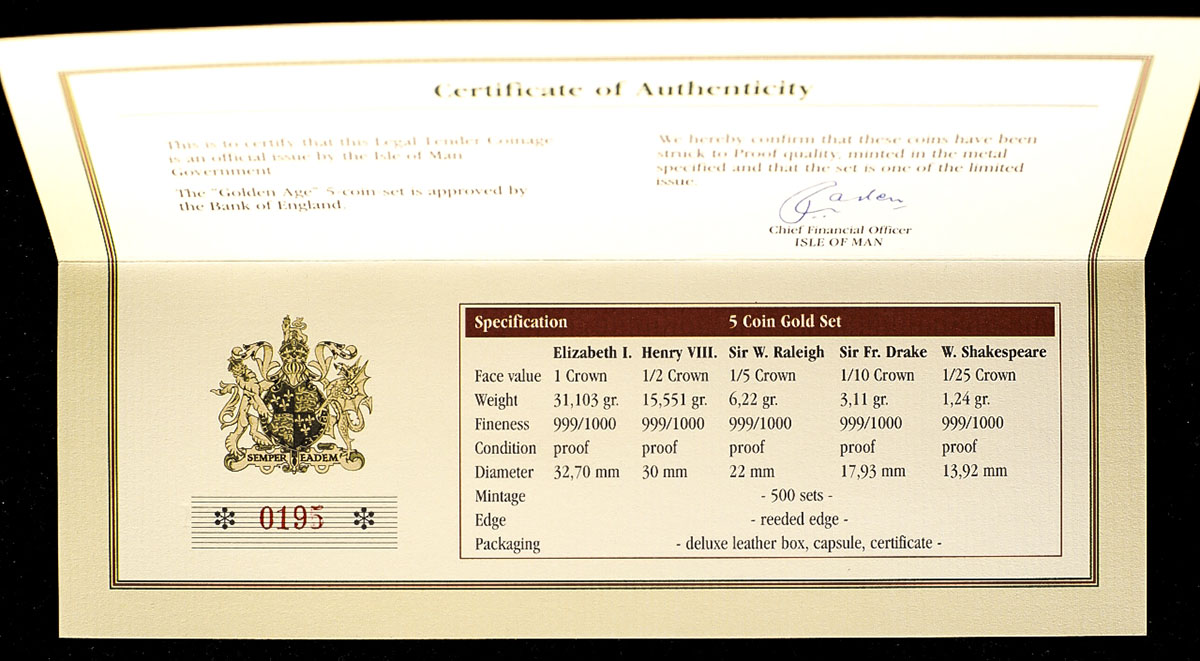 Certificate of Authenticity
This is to certify that this Legal Tender Coinage
is an official issue by the Isle of Man
Government
The "Golden Age" 5-coin-set is approved by
the Bank of England.
We hereby confirm that these coins have been
struck to Proof quality, minted in the metal
specified and that the set is one of the limited
issue.
Chief Financial Officer
ISLE OF MAN
SEMPER EADEM
0195
Specification 5 Coin Gold Set
Elizabeth I. Henry VIII. Sir W. Raleigh Sir Fr. Drake W. Shakespeare
Face value 1 Crown 1/2 Crown 1/5 Crown 1/10 Crown 1/25 Crown
Weight 31,103 gr. 15,551 gr. 6,22 gr. 3,11 gr. 1,24 gr.
Fineness 999/1000 999/1000 999/1000 999/1000 999/1000
Condition proof proof proof proof proof
Diameter 32,70 mm 30 mm 22 mm 17,93 mm 13,92 mm
Mintage - 500 sets -
Edge - reeded edge -
Packaging - deluxe leather box, capsule, certificate -